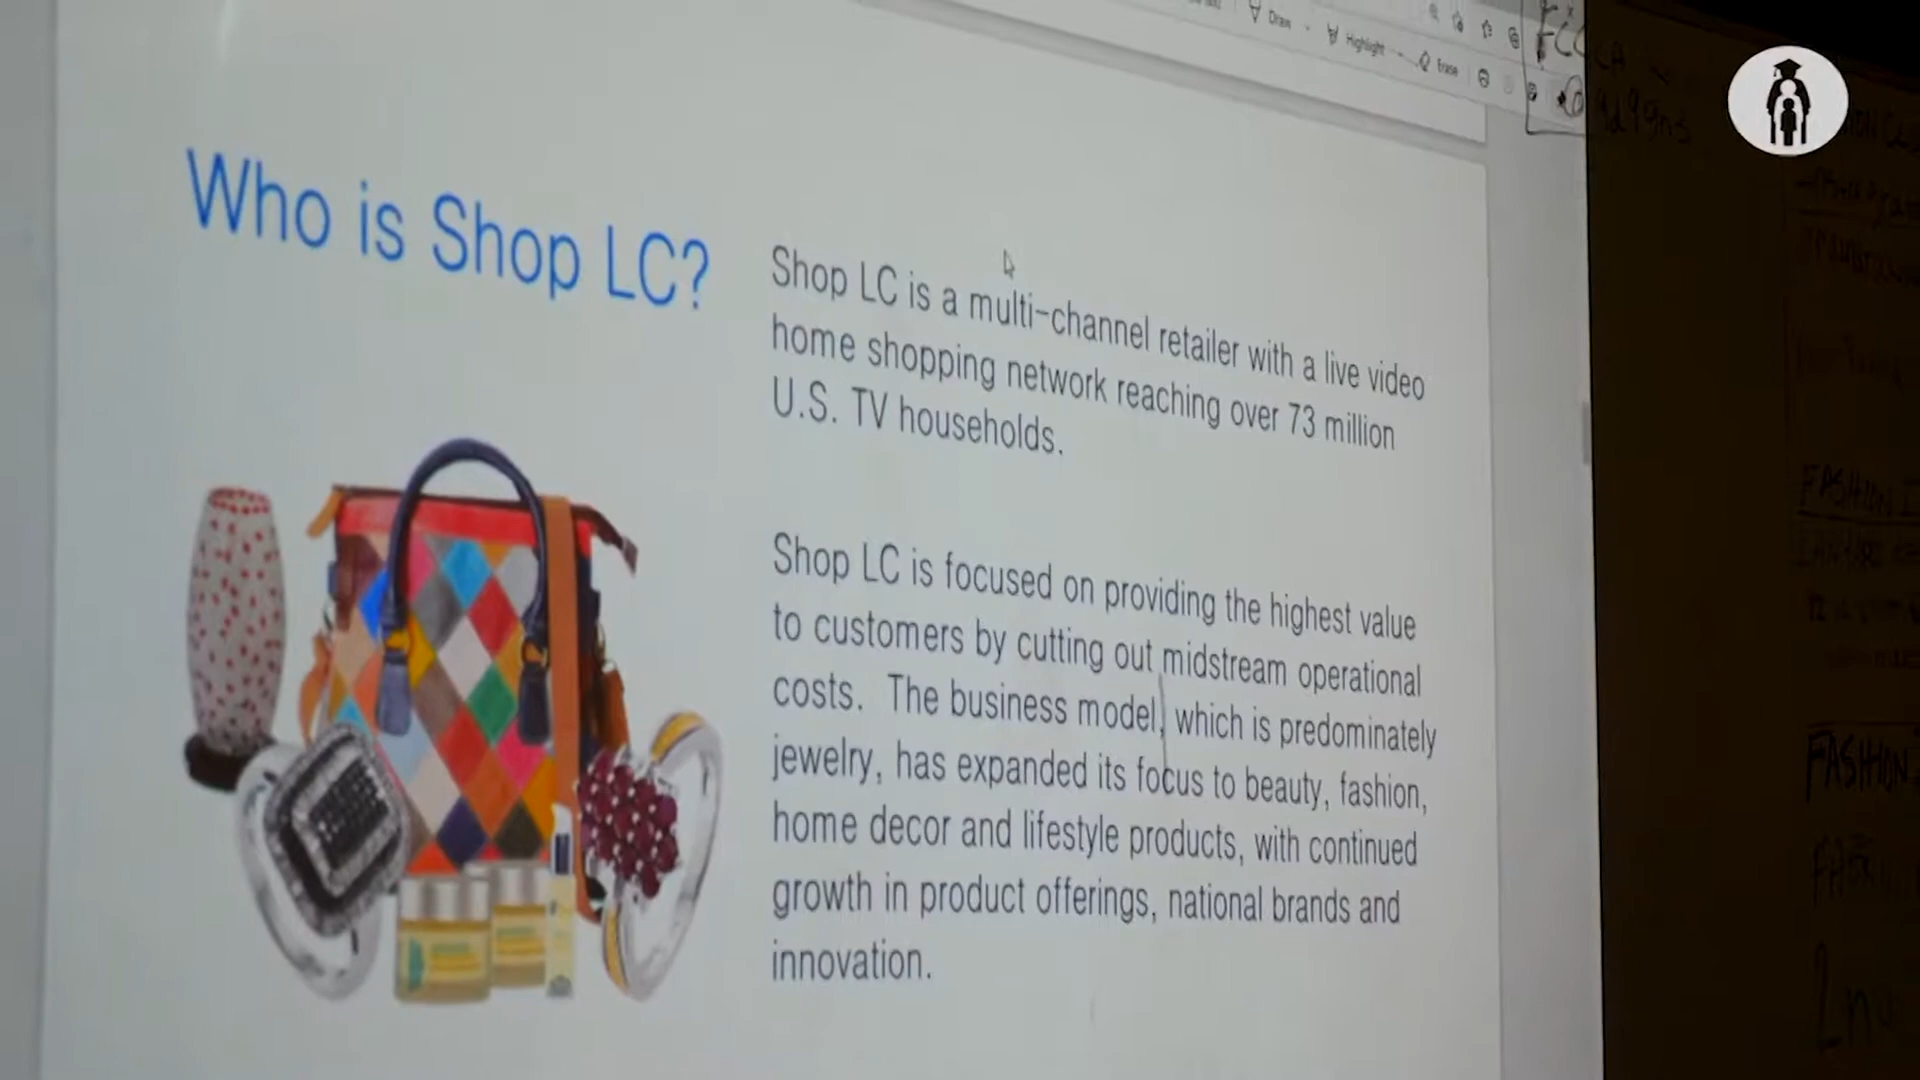 Draw
Highlight
Erase
Who is Shop LC?
Shop LC is a multi-channel retailer with a live video
home shopping network reaching over 73 million
U.S. TV households.
Shop LC is focused on providing the highest value
to customers by cutting out midstream operational
costs. The business model, which is predominately
jewelry, has expanded its focus to beauty, fashion,
home decor and lifestyle products, with continued
growth in product offerings, national brands and
innovation.
FASHION
FASHION